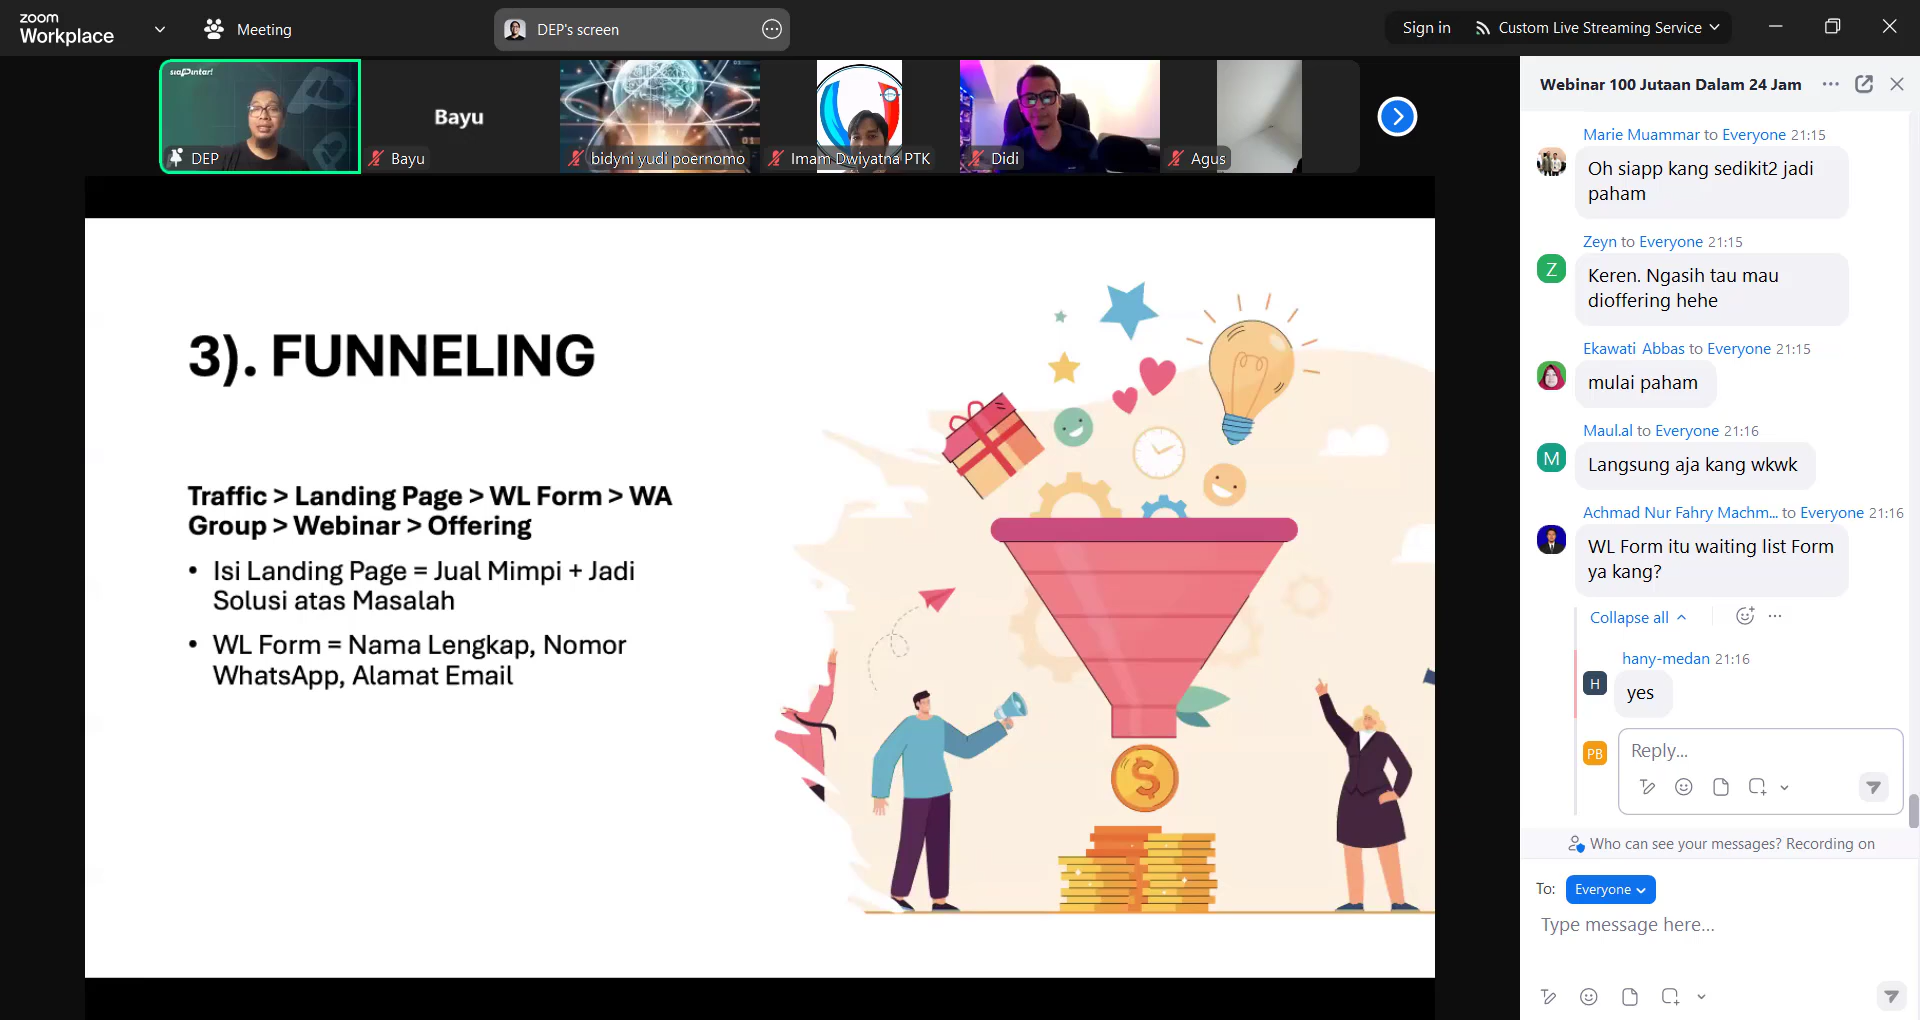 zoom
Workplace
Meeting
DEP's screen
Sign in
Custom Live Streaming Service
siapintar!
DEP
Bayu
Bayu
bidyni yudi poernomo
Imam Dwiyatna PTK
Didi
Agus
3). FUNNELING
Traffic > Landing Page > WL Form > WA
Group > Webinar > Offering
• Isi Landing Page = Jual Mimpi + Jadi
Solusi atas Masalah
• WL Form = Nama Lengkap, Nomor
WhatsApp, Alamat Email
$
Webinar 100 Jutaan Dalam 24 Jam
Marie Muammar to Everyone 21:15
Oh siapp kang sedikit2 jadi
paham
Zeyn to Everyone 21:15
Z
Keren. Ngasih tau mau
dioffering hehe
Ekawati Abbas to Everyone 21:15
mulai paham
Maul.al to Everyone 21:16
M
Langsung aja kang wkwk
Achmad Nur Fahry Machm... to Everyone 21:16
WL Form itu waiting list Form
ya kang?
Collapse all
hany-medan 21:16
H
yes
PB
Reply...
Who can see your messages? Recording on
To: Everyone
Type message here...